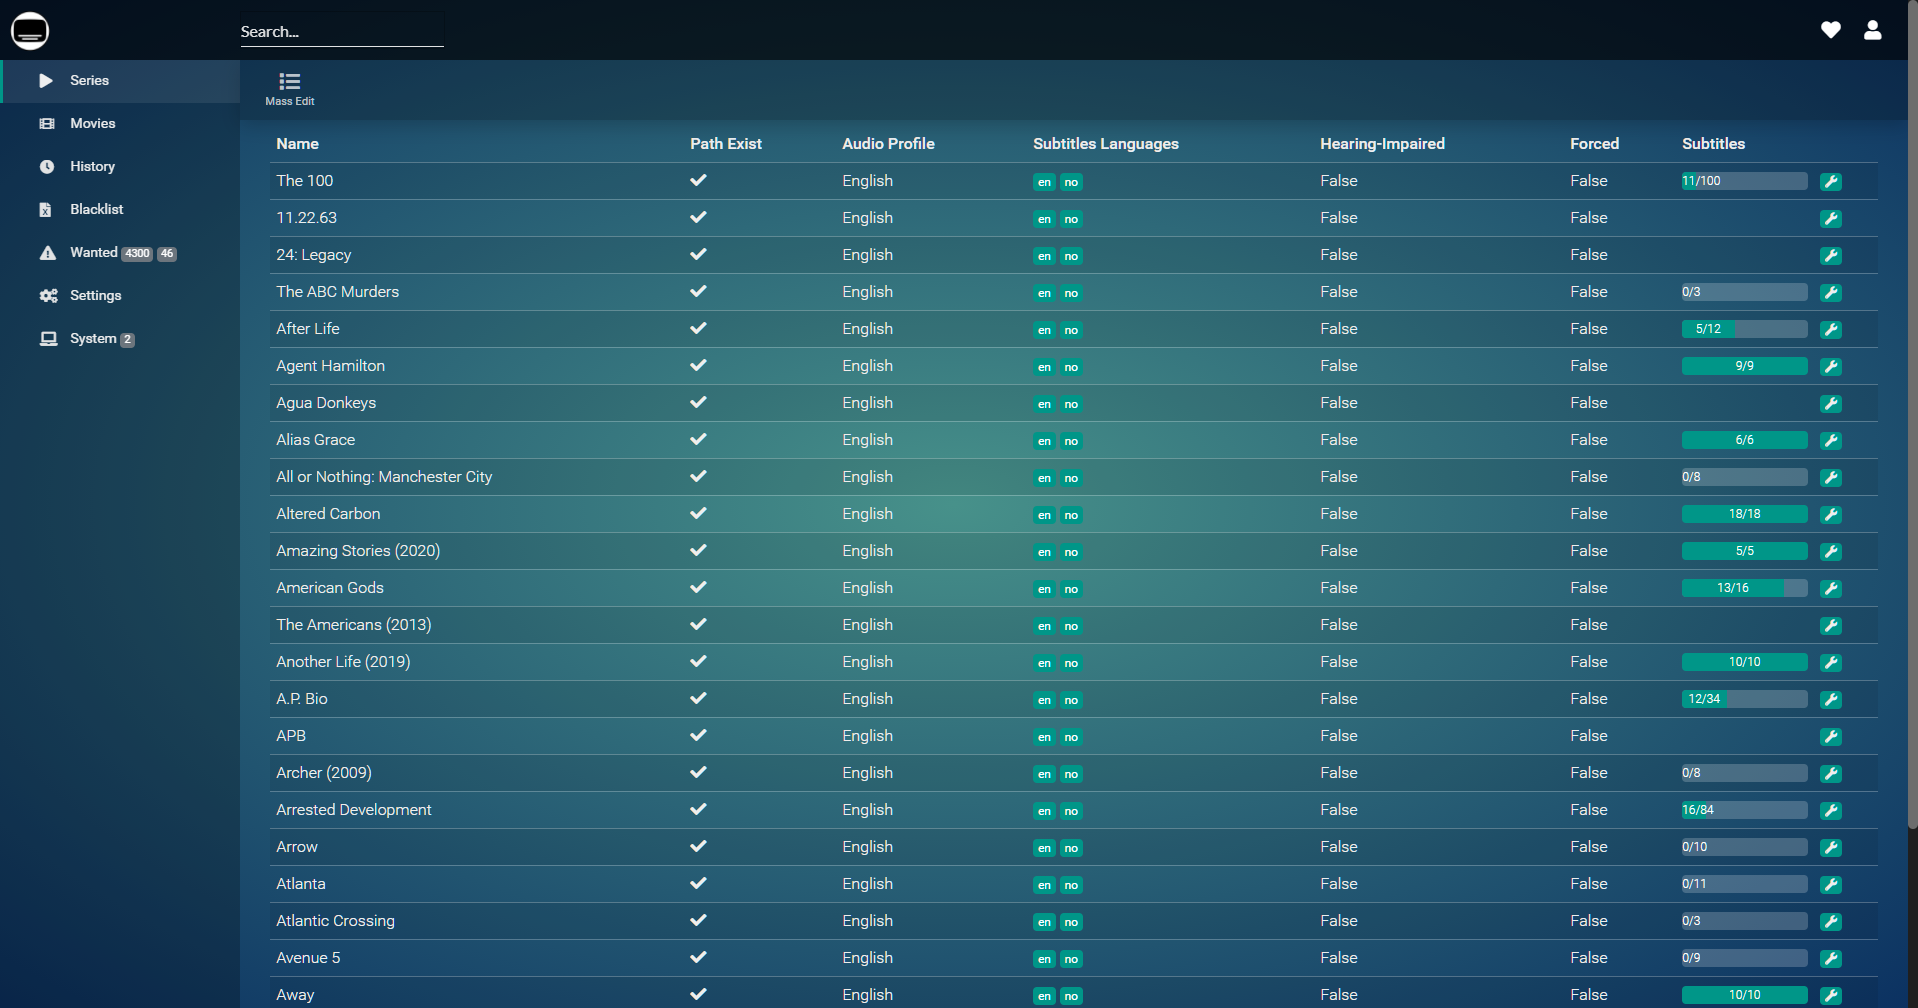 Search...
Series
Movies
History
Blacklist
Wanted 4300 46
Settings
System 2
Mass Edit
Name Path Exist Audio Profile Subtitles Languages Hearing-Impaired Forced Subtitles
The 100 English en no False False 11/100
11.22.63 English en no False False
24: Legacy English en no False False
The ABC Murders English en no False False 0/3
After Life English en no False False 5/12
Agent Hamilton English en no False False 9/9
Agua Donkeys English en no False False
Alias Grace English en no False False 6/6
All or Nothing: Manchester City English en no False False 0/8
Altered Carbon English en no False False 18/18
Amazing Stories (2020) English en no False False 5/5
American Gods English en no False False 13/16
The Americans (2013) English en no False False
Another Life (2019) English en no False False 10/10
A.P. Bio English en no False False 12/34
APB English en no False False
Archer (2009) English en no False False 0/8
Arrested Development English en no False False 16/84
Arrow English en no False False 0/10
Atlanta English en no False False 0/11
Atlantic Crossing English en no False False 0/3
Avenue 5 English en no False False 0/9
Away English en no False False 10/10